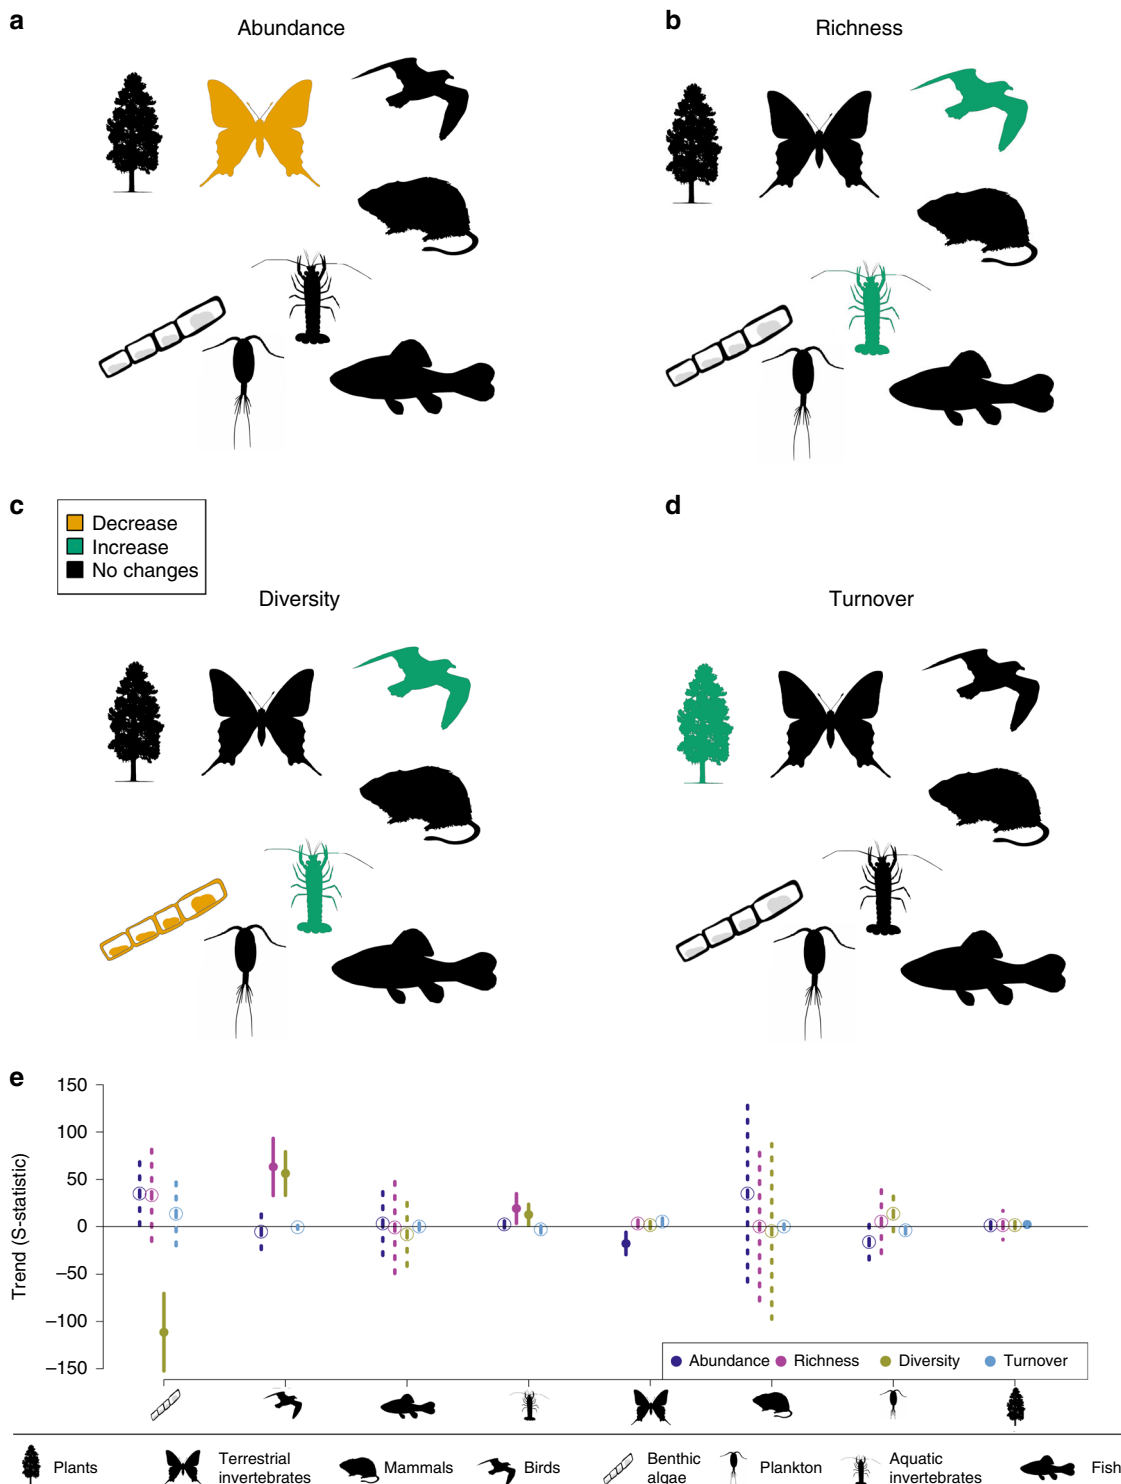 a
Abundance
b
Richness
c
Decrease
Increase
No changes
d
Diversity
Turnover
e
150
100
50
0
−50
−100
−150
Trend (S-statistic)
Abundance
Richness
Diversity
Turnover
Plants
Terrestrial
invertebrates
Mammals
Birds
Benthic
algae
Plankton
Aquatic
invertebrates
Fish